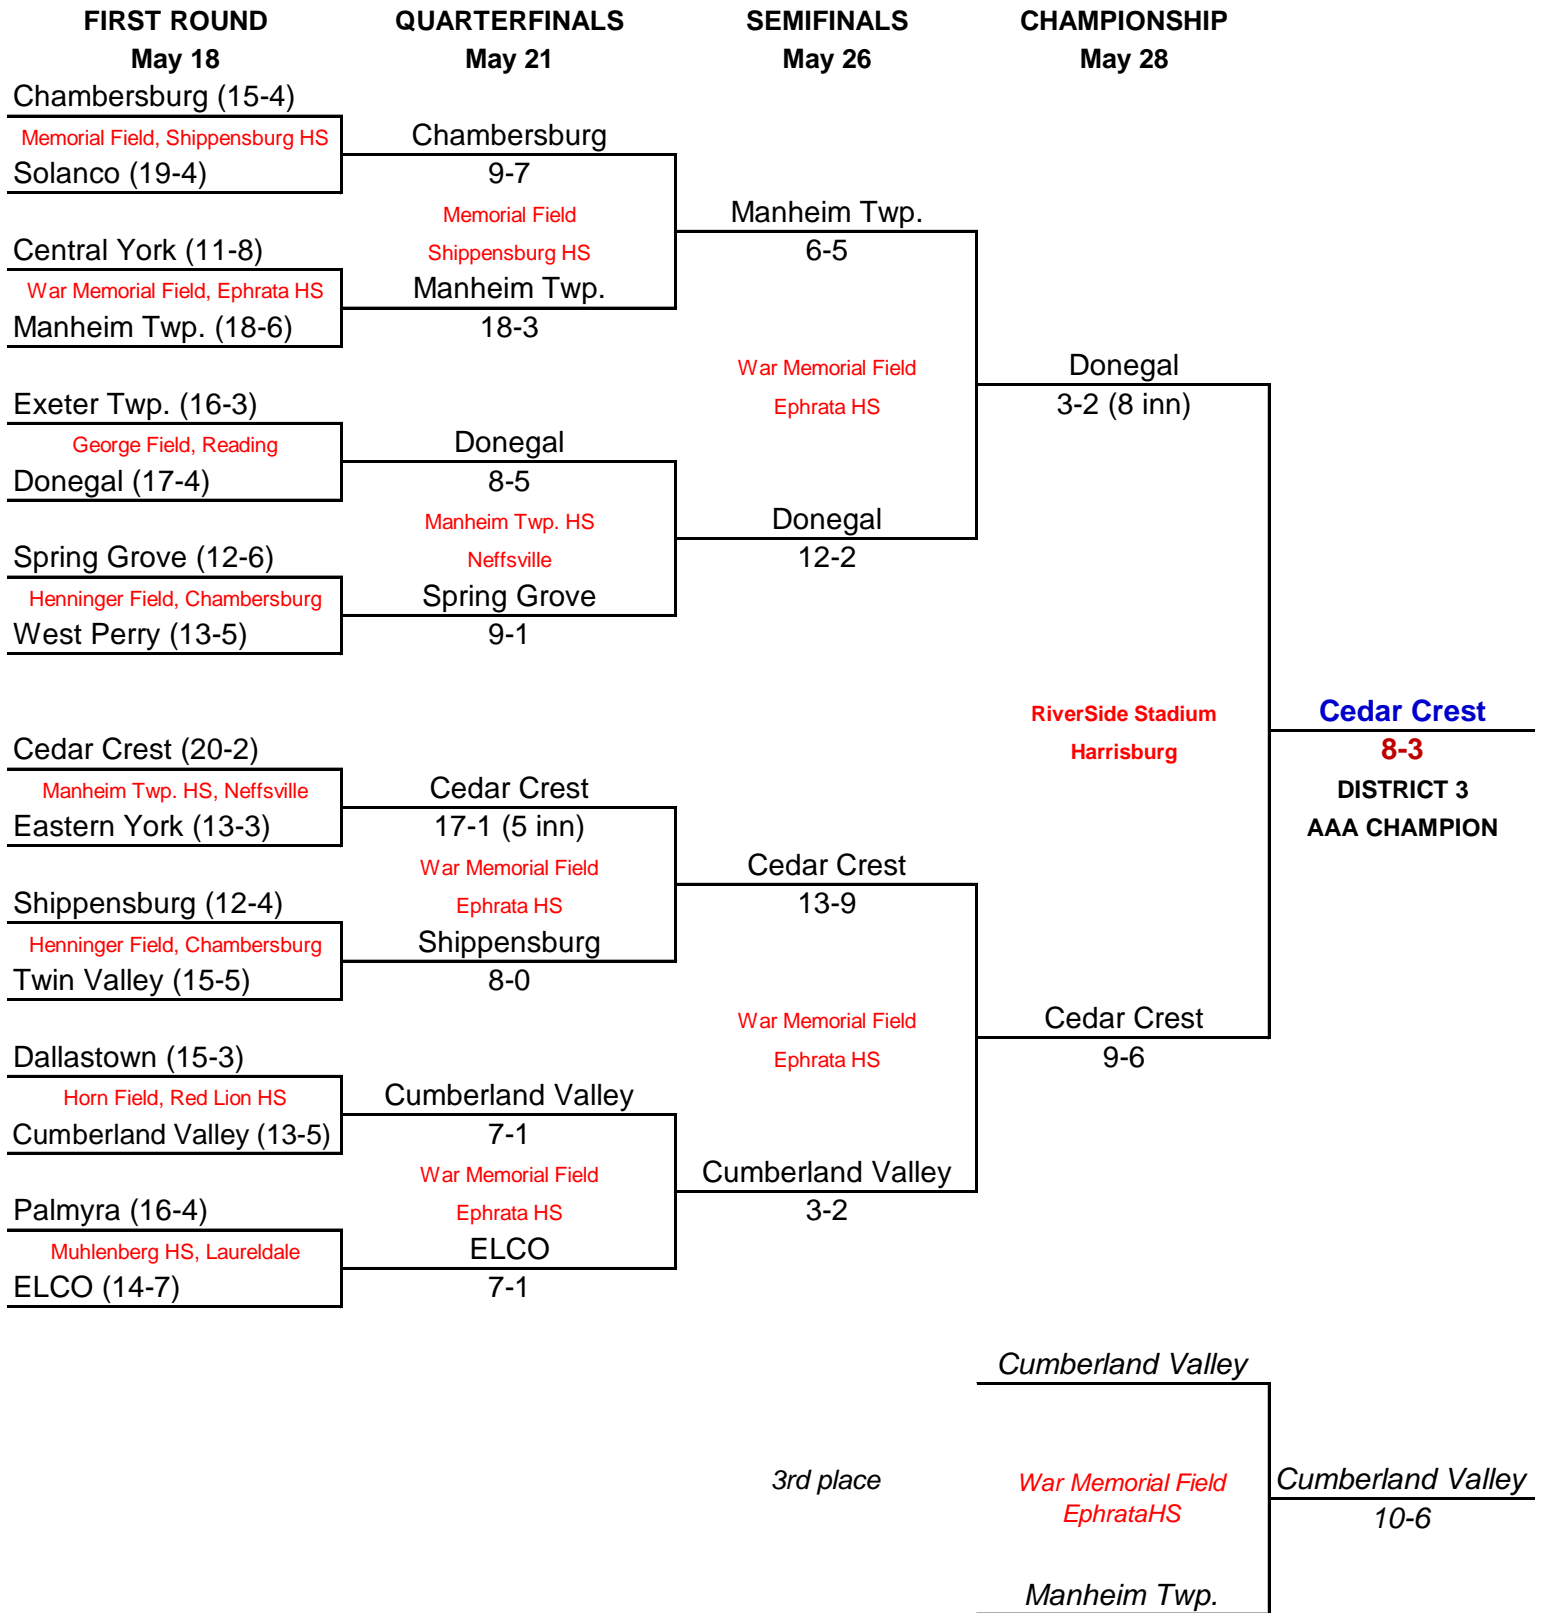 FIRST ROUND
May 18
QUARTERFINALS
May 21
SEMIFINALS
May 26
CHAMPIONSHIP
May 28
Chambersburg (15-4)
Memorial Field, Shippensburg HS
Solanco (19-4)
Central York (11-8)
War Memorial Field, Ephrata HS
Manheim Twp. (18-6)
Exeter Twp. (16-3)
George Field, Reading
Donegal (17-4)
Spring Grove (12-6)
Henninger Field, Chambersburg
West Perry (13-5)
Cedar Crest (20-2)
Manheim Twp. HS, Neffsville
Eastern York (13-3)
Shippensburg (12-4)
Henninger Field, Chambersburg
Twin Valley (15-5)
Dallastown (15-3)
Horn Field, Red Lion HS
Cumberland Valley (13-5)
Palmyra (16-4)
Muhlenberg HS, Laureldale
ELCO (14-7)
Chambersburg
9-7
Memorial Field
Shippensburg HS
Manheim Twp.
18-3
Donegal
8-5
Manheim Twp. HS
Neffsville
Spring Grove
9-1
Cedar Crest
17-1 (5 inn)
War Memorial Field
Ephrata HS
Shippensburg
8-0
Cumberland Valley
7-1
War Memorial Field
Ephrata HS
ELCO
7-1
Manheim Twp.
6-5
War Memorial Field
Ephrata HS
Donegal
12-2
Cedar Crest
13-9
War Memorial Field
Ephrata HS
Cumberland Valley
3-2
Donegal
3-2 (8 inn)
RiverSide Stadium
Harrisburg
Cedar Crest
9-6
Cedar Crest
8-3
DISTRICT 3
AAA CHAMPION
3rd place
Cumberland Valley
War Memorial Field
EphrataHS
Manheim Twp.
Cumberland Valley
10-6